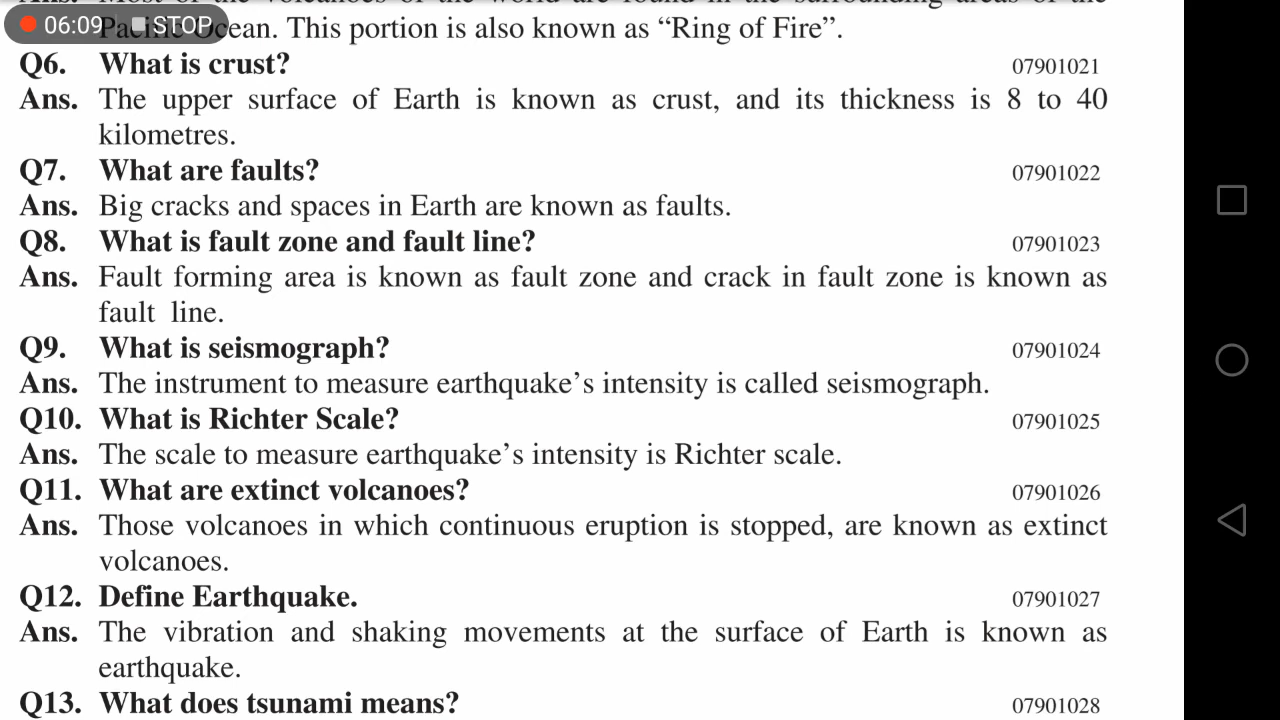 Pacific Ocean. This portion is also known as “Ring of Fire”.
06:09 STOP
Q6. What is crust? 07901021
Ans. The upper surface of Earth is known as crust, and its thickness is 8 to 40
kilometres.
Q7. What are faults? 07901022
Ans. Big cracks and spaces in Earth are known as faults.
Q8. What is fault zone and fault line? 07901023
Ans. Fault forming area is known as fault zone and crack in fault zone is known as
fault line.
Q9. What is seismograph? 07901024
Ans. The instrument to measure earthquake’s intensity is called seismograph.
Q10. What is Richter Scale? 07901025
Ans. The scale to measure earthquake’s intensity is Richter scale.
Q11. What are extinct volcanoes? 07901026
Ans. Those volcanoes in which continuous eruption is stopped, are known as extinct
volcanoes.
Q12. Define Earthquake. 07901027
Ans. The vibration and shaking movements at the surface of Earth is known as
earthquake.
Q13. What does tsunami means? 07901028